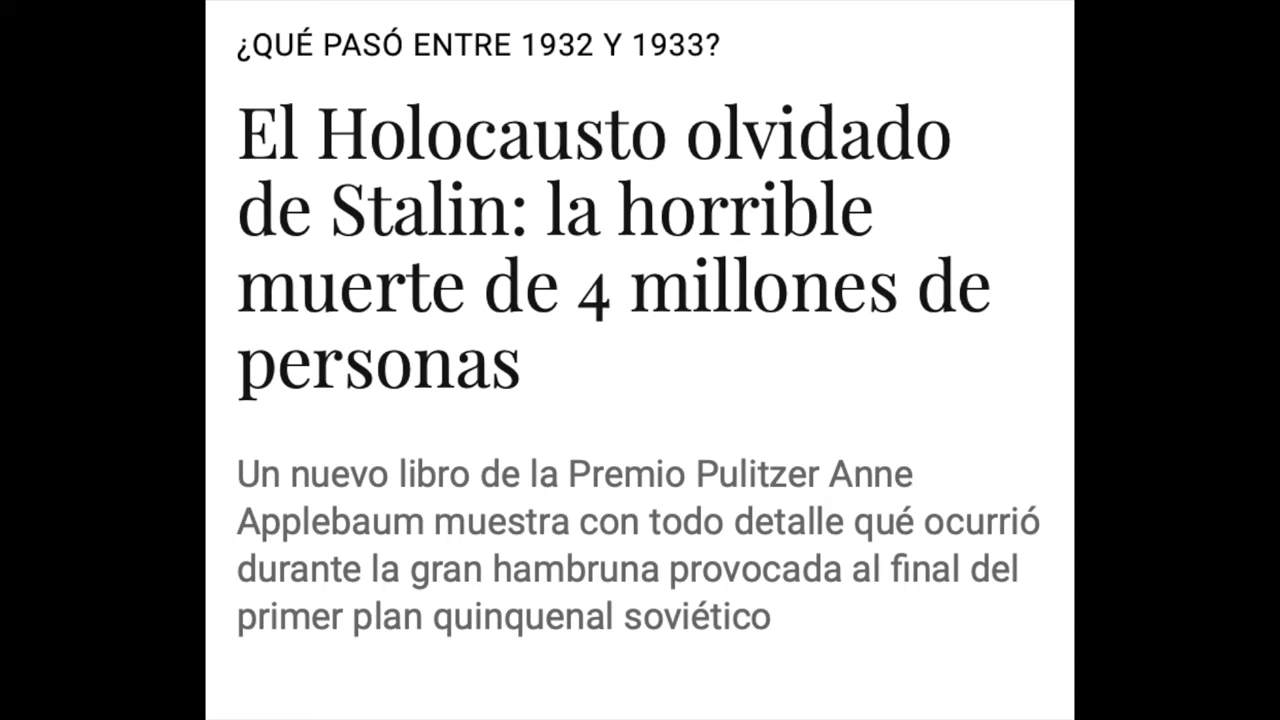 ¿QUÉ PASÓ ENTRE 1932 Y 1933?
El Holocausto olvidado
de Stalin: la horrible
muerte de 4 millones de
personas
Un nuevo libro de la Premio Pulitzer Anne
Applebaum muestra con todo detalle qué ocurrió
durante la gran hambruna provocada al final del
primer plan quinquenal soviético